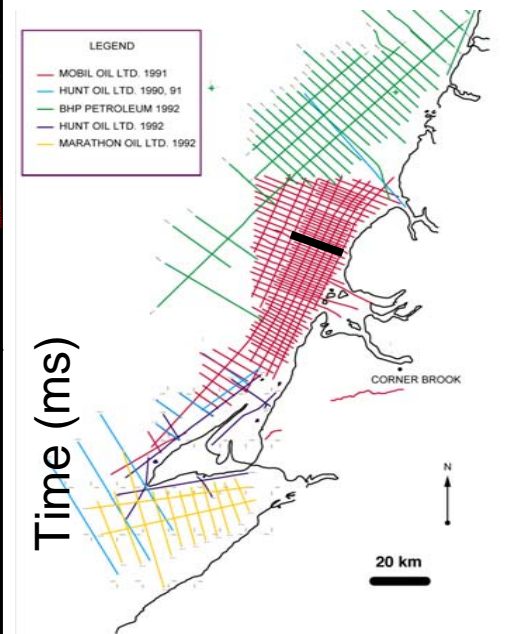 LEGEND
MOBIL OIL LTD. 1991
HUNT OIL LTD. 1990, 91
BHP PETROLEUM 1992
HUNT OIL LTD. 1992
MARATHON OIL LTD. 1992
Time (ms)
CORNER BROOK
N
20 km